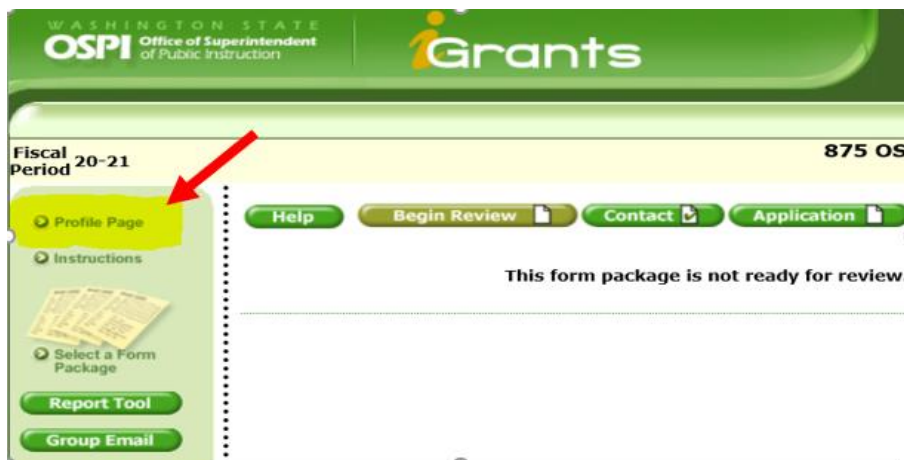 WASHINGTON STATE
OSPI Office of Superintendent
of Public Instruction
iGrants
Fiscal
Period 20-21
875 OS
Profile Page
Instructions
Select a Form
Package
Report Tool
Group Email
Help
Begin Review
Contact
Application
This form package is not ready for review.